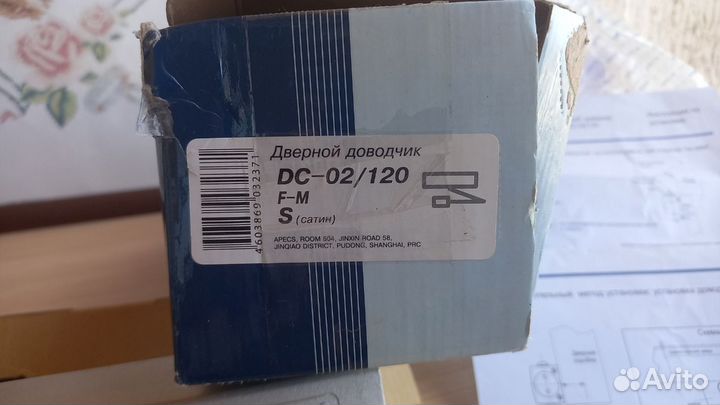 Дверной доводчик
DC-02/120
F-M
S (сатин)
APECS, ROOM 504, JINXIN ROAD 58,
JINQIAO DISTRICT, PUDONG, SHANGHAI, PRC
4603869032371
Avito